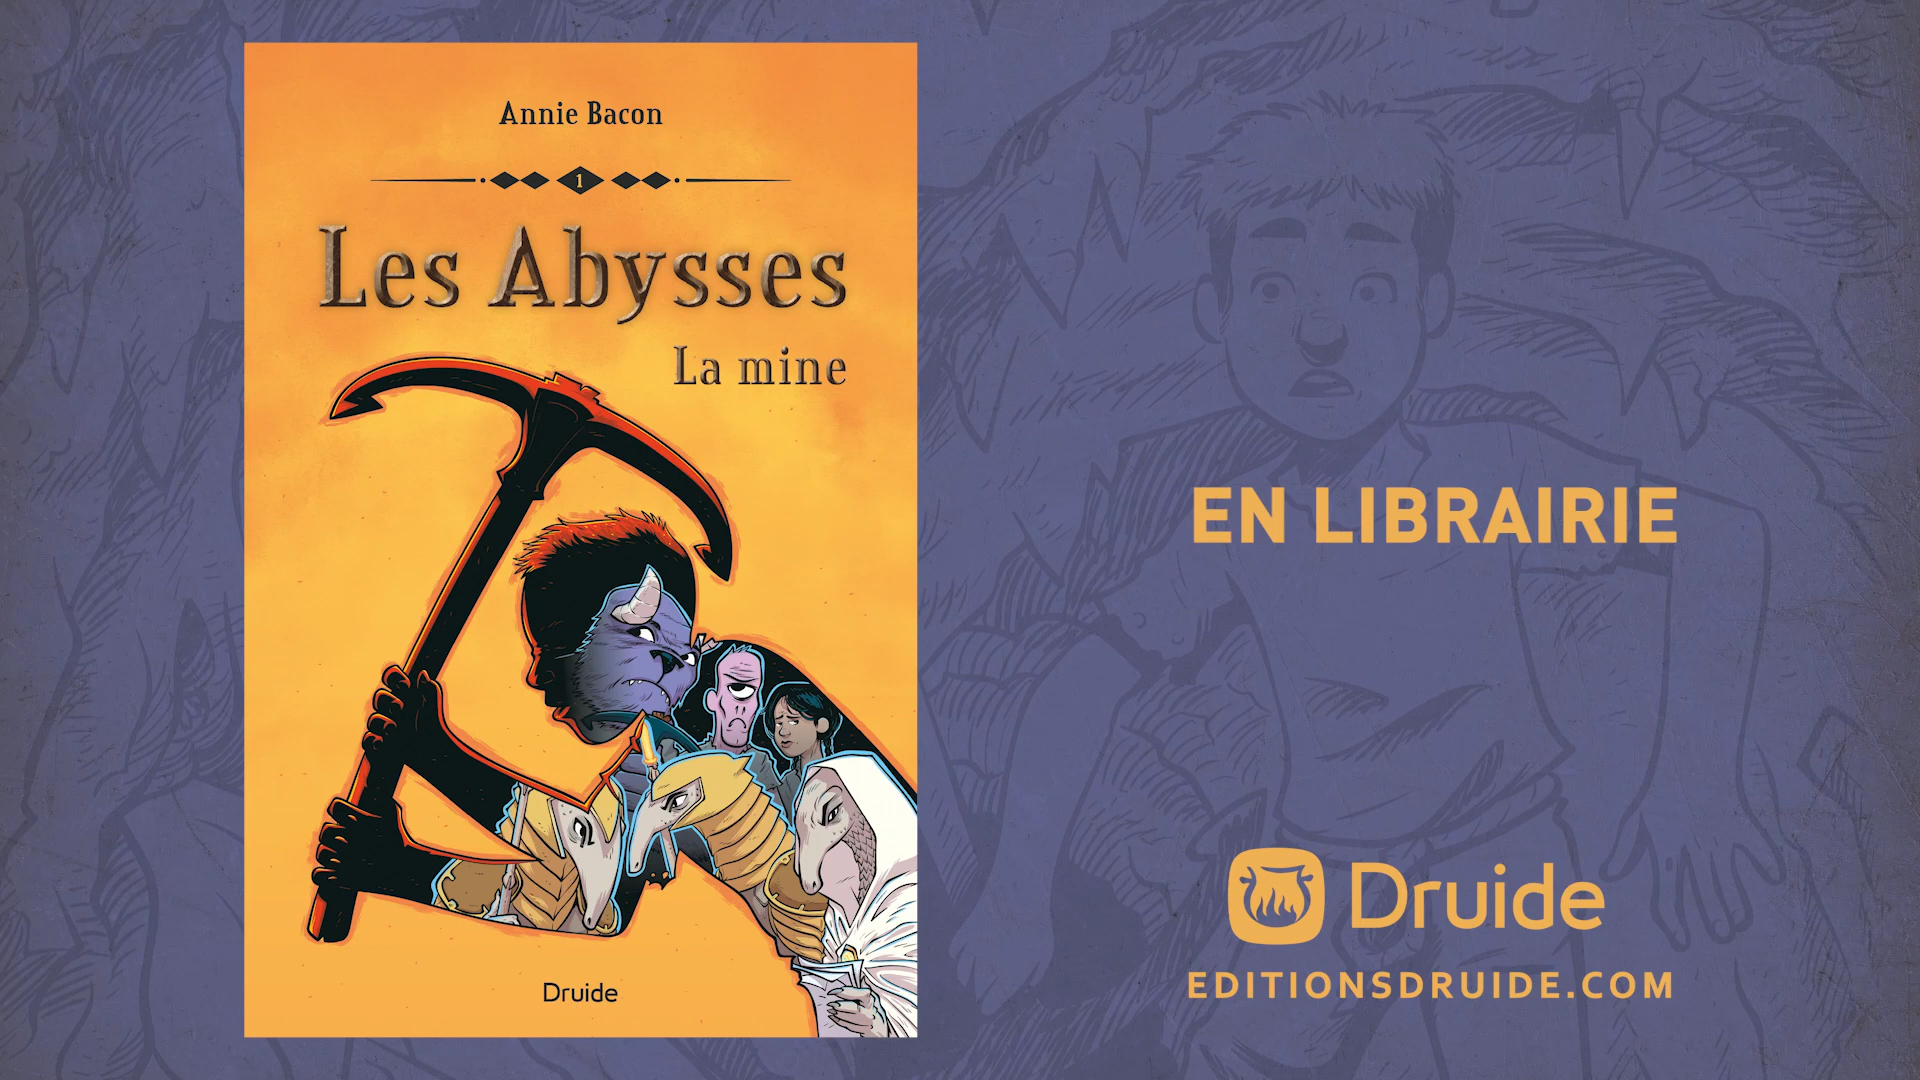 Annie Bacon
1
Les Abysses
La mine
Druide
EN LIBRAIRIE
Druide
EDITIONSDRUIDE.COM